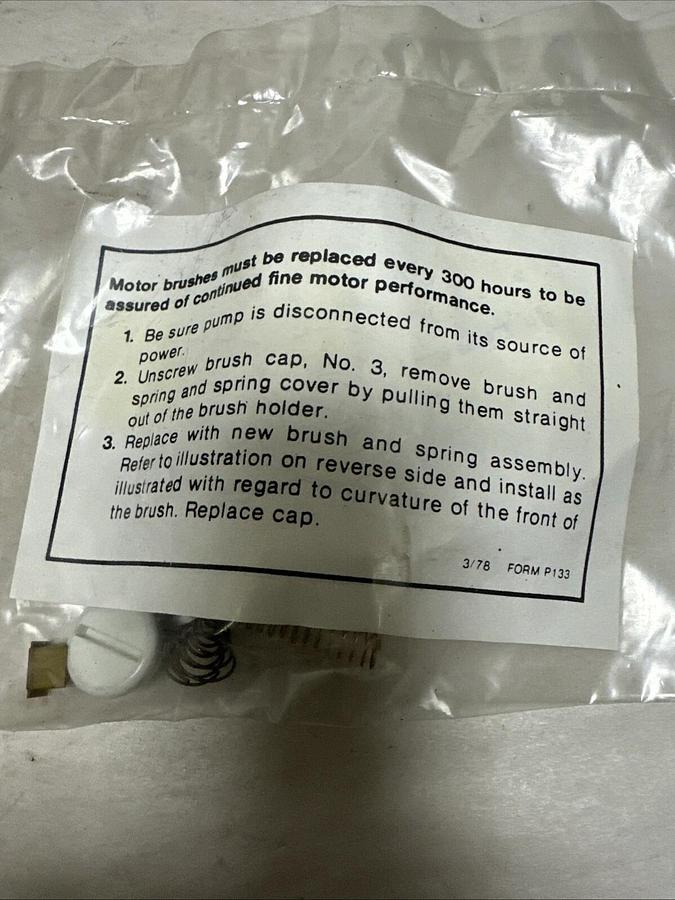 Motor brushes must be replaced every 300 hours to be
assured of continued fine motor performance.
1. Be sure pump is disconnected from its source of
power.
2. Unscrew brush cap, No. 3, remove brush and
spring and spring cover by pulling them straight
out of the brush holder.
3. Replace with new brush and spring assembly.
Refer to illustration on reverse side and install as
illustrated with regard to curvature of the front of
the brush. Replace cap.
3/78 FORM P133